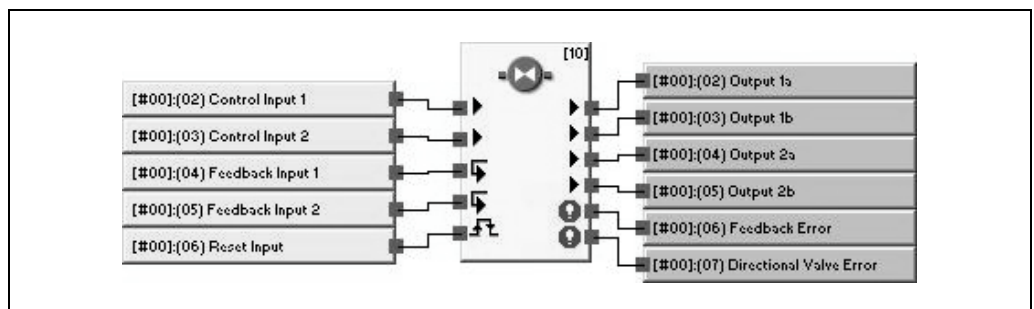 [10]
[#00]:(02) Control Input 1
[#00]:(03) Control Input 2
[#00]:(04) Feedback Input 1
[#00]:(05) Feedback Input 2
[#00]:(06) Reset Input
[#00]:(02) Output 1a
[#00]:(03) Output 1b
[#00]:(04) Output 2a
[#00]:(05) Output 2b
[#00]:(06) Feedback Error
[#00]:(07) Directional Valve Error